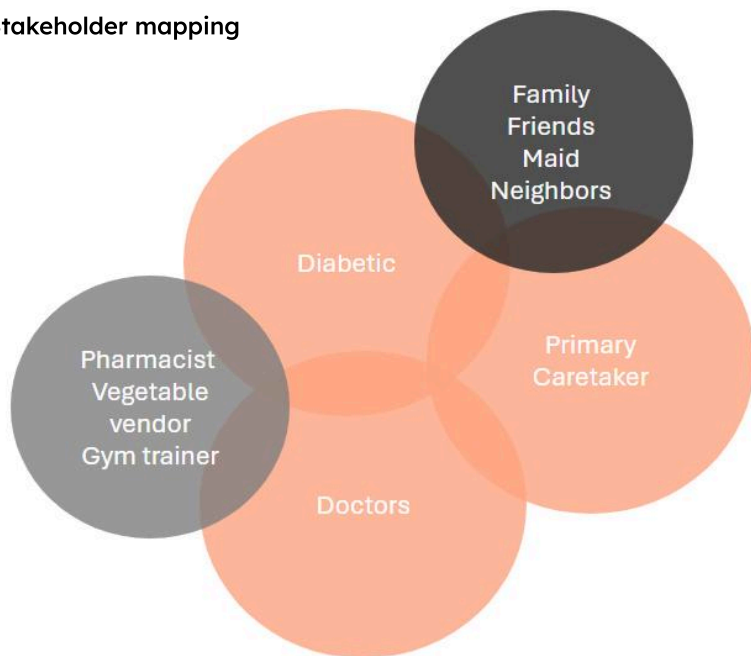 takeholder mapping
Family
Friends
Maid
Neighbors
Diabetic
Primary
Caretaker
Pharmacist
Vegetable
vendor
Gym trainer
Doctors